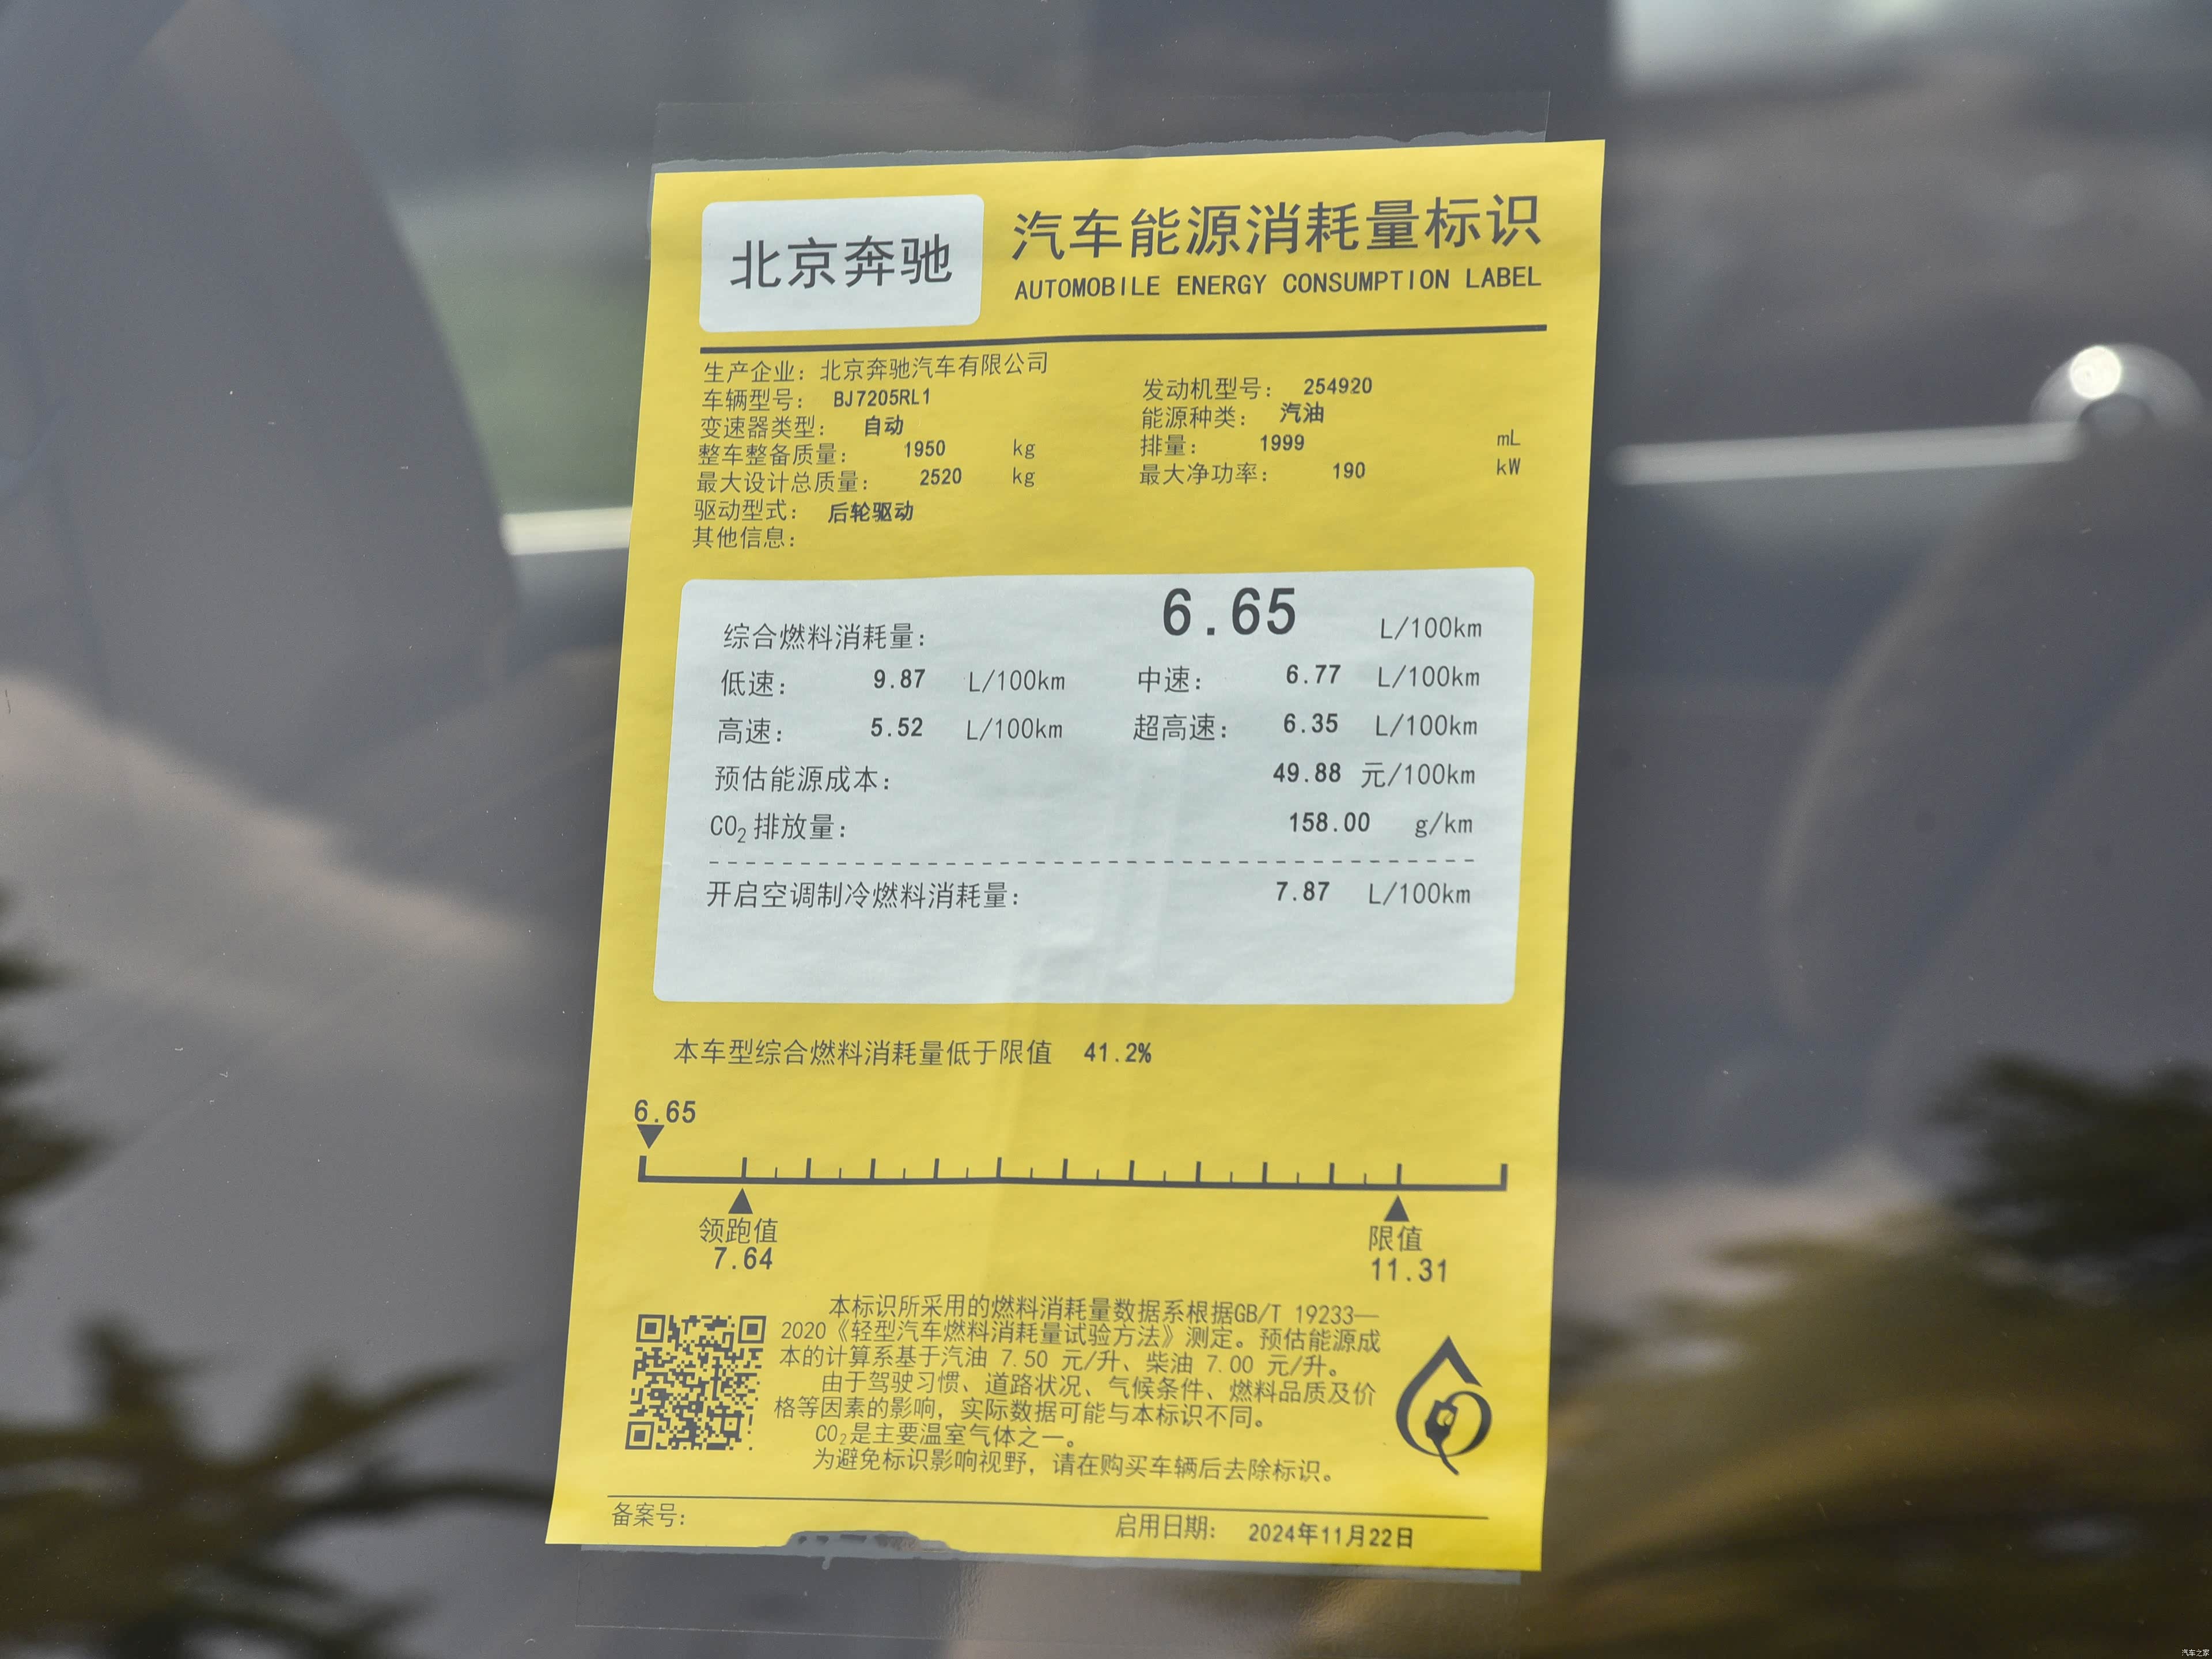 北京奔驰
汽车能源消耗量标识
AUTOMOBILE ENERGY CONSUMPTION LABEL
生产企业: 北京奔驰汽车有限公司
车辆型号: BJ7205RL1
发动机型号: 254920
变速器类型: 自动
能源种类: 汽油
整车整备质量: 1950 kg
排量: 1999 mL
最大设计总质量: 2520 kg
最大净功率: 190 kW
驱动型式: 后轮驱动
其他信息:
综合燃料消耗量: 6.65 L/100km
低速: 9.87 L/100km 中速: 6.77 L/100km
高速: 5.52 L/100km 超高速: 6.35 L/100km
预估能源成本: 49.88 元/100km
CO₂排放量: 158.00 g/km
开启空调制冷燃料消耗量: 7.87 L/100km
本车型综合燃料消耗量低于限值 41.2%
6.65
领跑值
7.64
限值
11.31
本标识所采用的燃料消耗量数据系根据GB/T 19233—
2020《轻型汽车燃料消耗量试验方法》测定。预估能源成
本的计算系基于汽油 7.50 元/升、柴油 7.00 元/升。
由于驾驶习惯、道路状况、气候条件、燃料品质及价
格等因素的影响，实际数据可能与本标识不同。
CO₂是主要温室气体之一。
为避免标识影响视野，请在购买车辆后去除标识。
备案号:
启用日期: 2024年11月22日
汽车之家